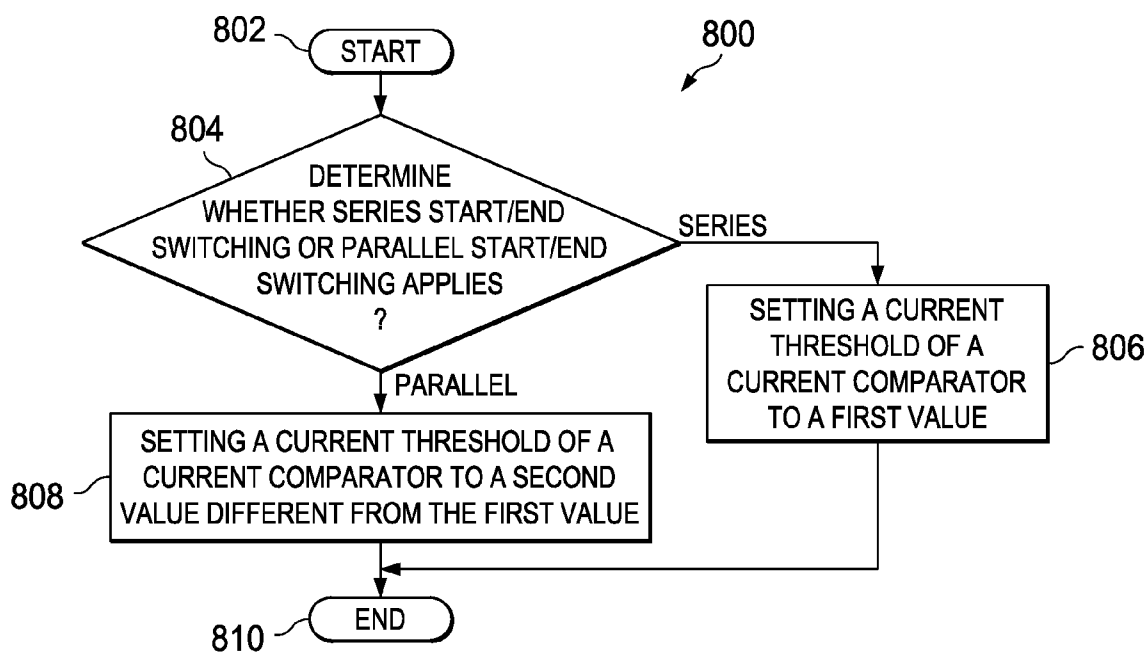 802
START
800
804
DETERMINE
WHETHER SERIES START/END
SWITCHING OR PARALLEL START/END
SWITCHING APPLIES
?
SERIES
SETTING A CURRENT
THRESHOLD OF A
CURRENT COMPARATOR
TO A FIRST VALUE
806
PARALLEL
SETTING A CURRENT THRESHOLD OF A
CURRENT COMPARATOR TO A SECOND
VALUE DIFFERENT FROM THE FIRST VALUE
808
END
810